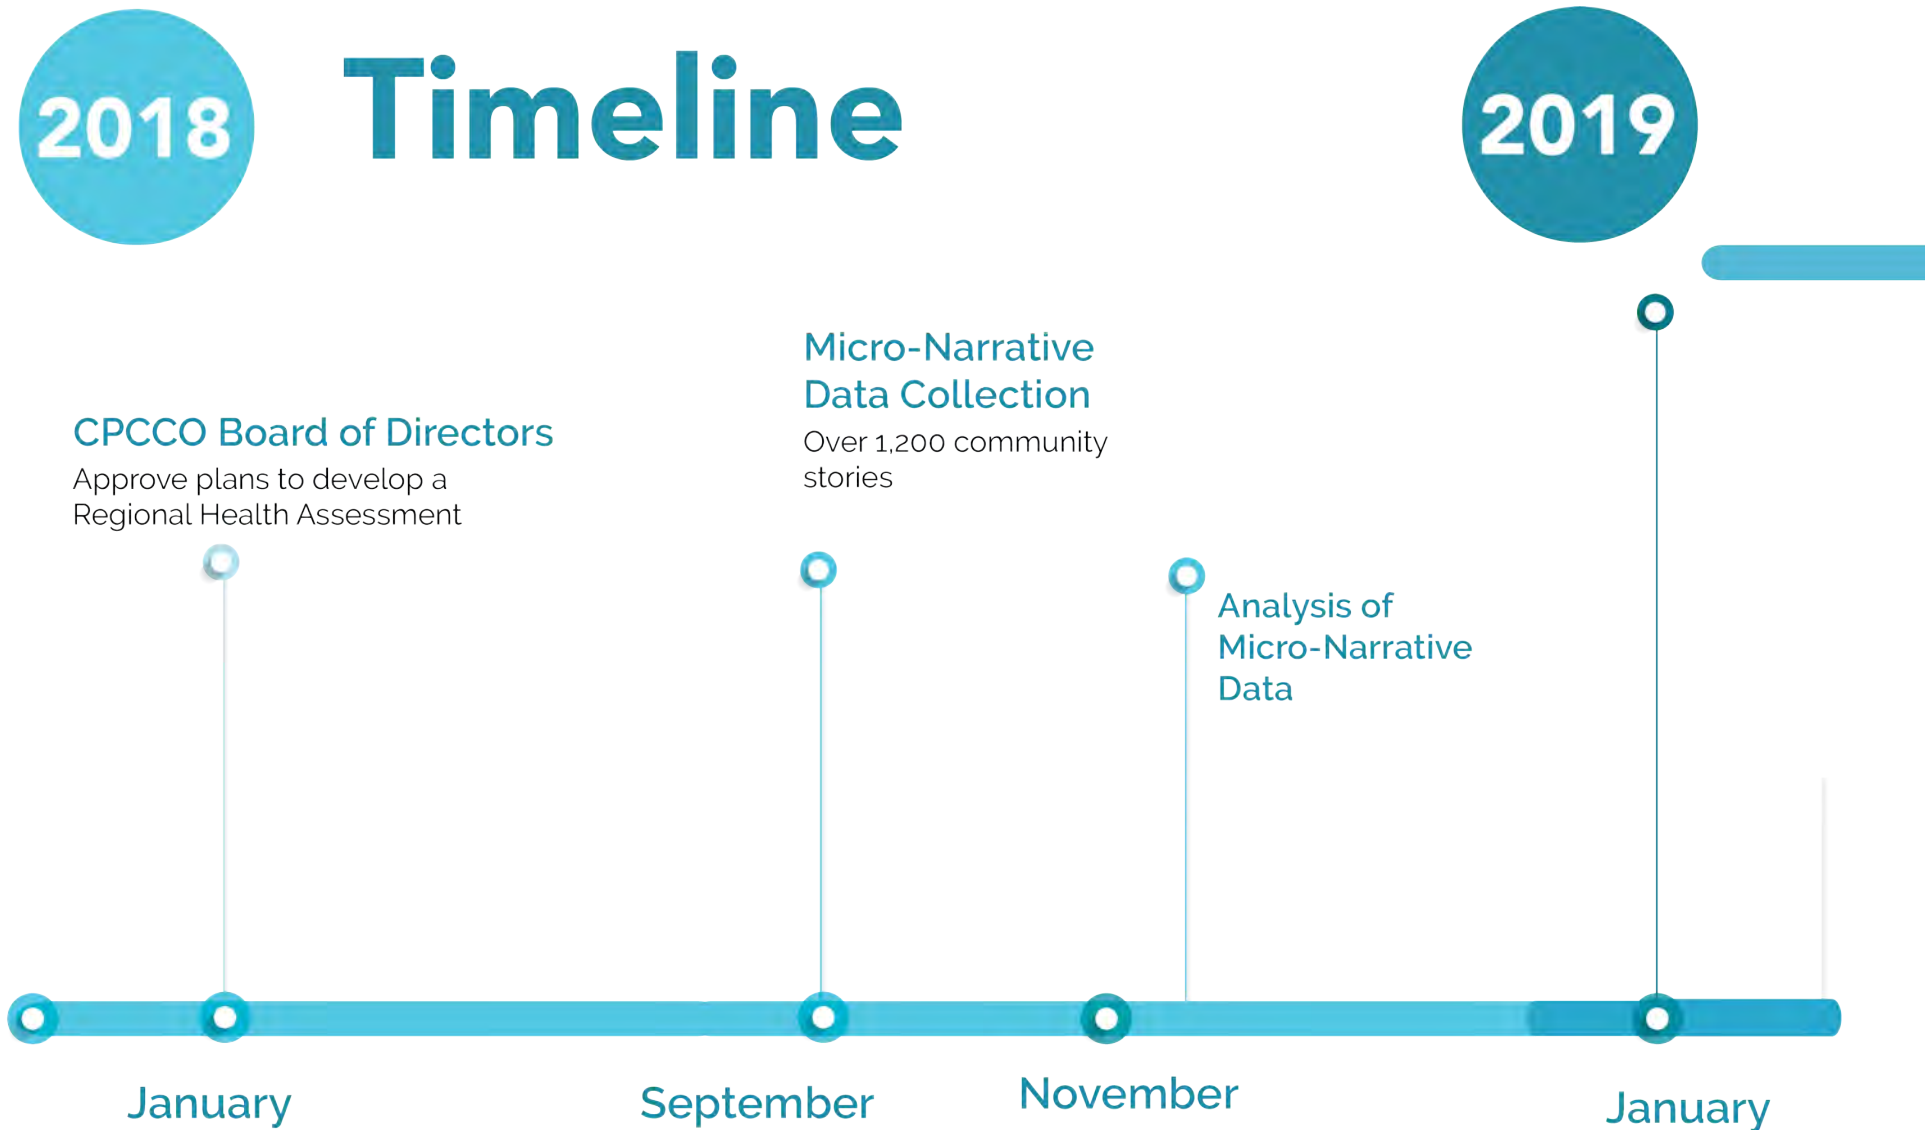 2018
Timeline
2019
Micro-Narrative
Data Collection
Over 1,200 community
stories
CPCCO Board of Directors
Approve plans to develop a
Regional Health Assessment
Analysis of
Micro-Narrative
Data
January
September
November
January